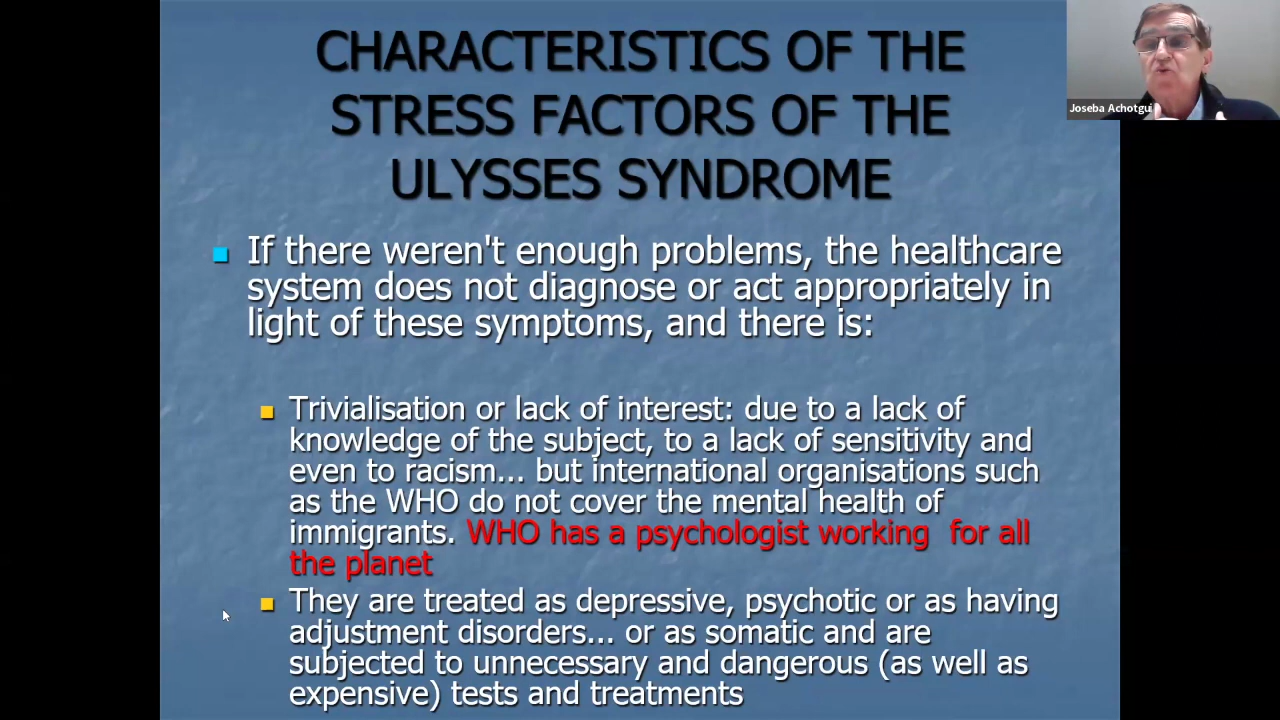 CHARACTERISTICS OF THE
STRESS FACTORS OF THE
ULYSSES SYNDROME
Joseba Achotgui
If there weren't enough problems, the healthcare
system does not diagnose or act appropriately in
light of these symptoms, and there is:
Trivialisation or lack of interest: due to a lack of
knowledge of the subject, to a lack of sensitivity and
even to racism... but international organisations such
as the WHO do not cover the mental health of
immigrants. WHO has a psychologist working  for all
the planet
They are treated as depressive, psychotic or as having
adjustment disorders... or as somatic and are
subjected to unnecessary and dangerous (as well as
expensive) tests and treatments